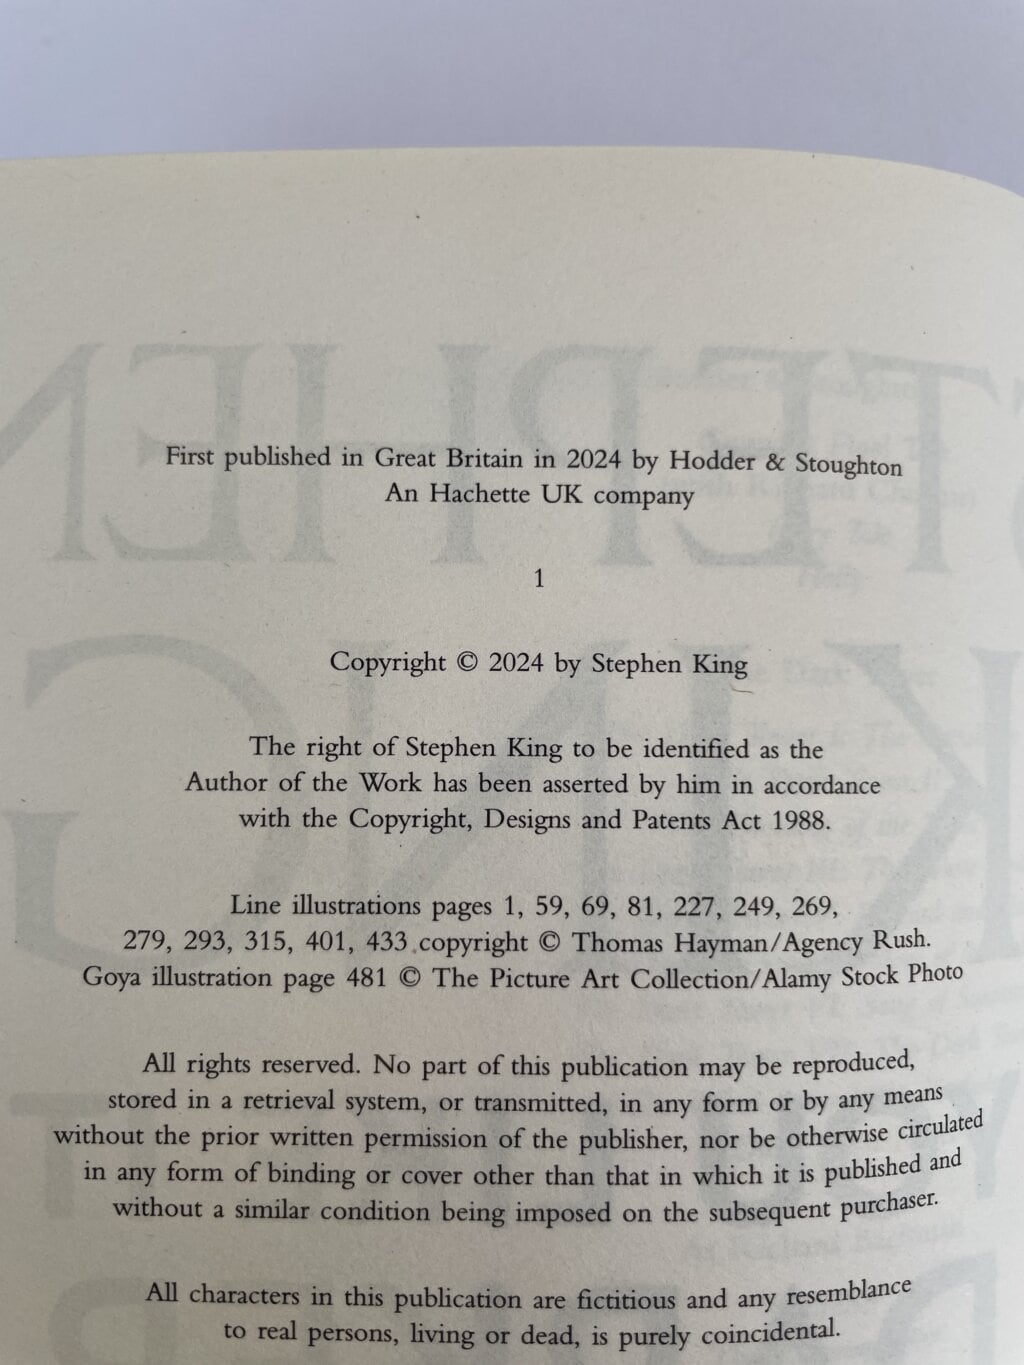 First published in Great Britain in 2024 by Hodder & Stoughton
An Hachette UK company
1
Copyright © 2024 by Stephen King
The right of Stephen King to be identified as the
Author of the Work has been asserted by him in accordance
with the Copyright, Designs and Patents Act 1988.
Line illustrations pages 1, 59, 69, 81, 227, 249, 269,
279, 293, 315, 401, 433 copyright © Thomas Hayman/Agency Rush.
Goya illustration page 481 © The Picture Art Collection/Alamy Stock Photo
All rights reserved. No part of this publication may be reproduced,
stored in a retrieval system, or transmitted, in any form or by any means
without the prior written permission of the publisher, nor be otherwise circulated
in any form of binding or cover other than that in which it is published and
without a similar condition being imposed on the subsequent purchaser.
All characters in this publication are fictitious and any resemblance
to real persons, living or dead, is purely coincidental.